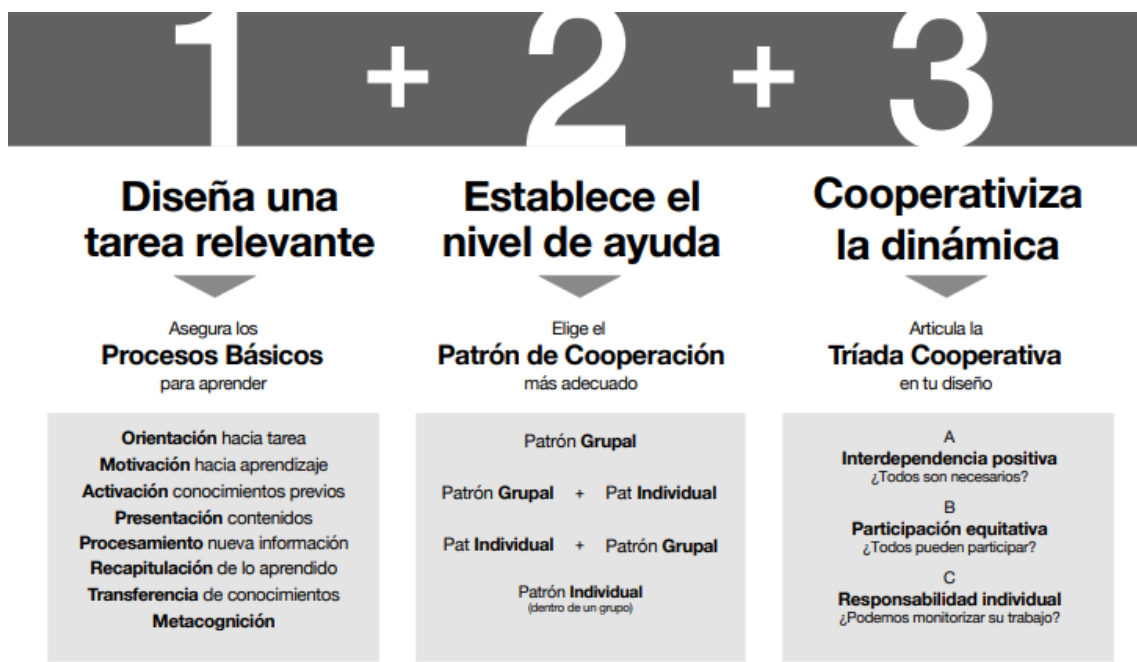 1 + 2 + 3
Diseña una
tarea relevante
Asegura los
Procesos Básicos
para aprender
Orientación hacia tarea
Motivación hacia aprendizaje
Activación conocimientos previos
Presentación contenidos
Procesamiento nueva información
Recapitulación de lo aprendido
Transferencia de conocimientos
Metacognición
Establece el
nivel de ayuda
Elige el
Patrón de Cooperación
más adecuado
Patrón Grupal
Patrón Grupal + Pat Individual
Pat Individual + Patrón Grupal
Patrón Individual
(dentro de un grupo)
Cooperativiza
la dinámica
Articula la
Tríada Cooperativa
en tu diseño
A
Interdependencia positiva
¿Todos son necesarios?
B
Participación equitativa
¿Todos pueden participar?
C
Responsabilidad individual
¿Podemos monitorizar su trabajo?